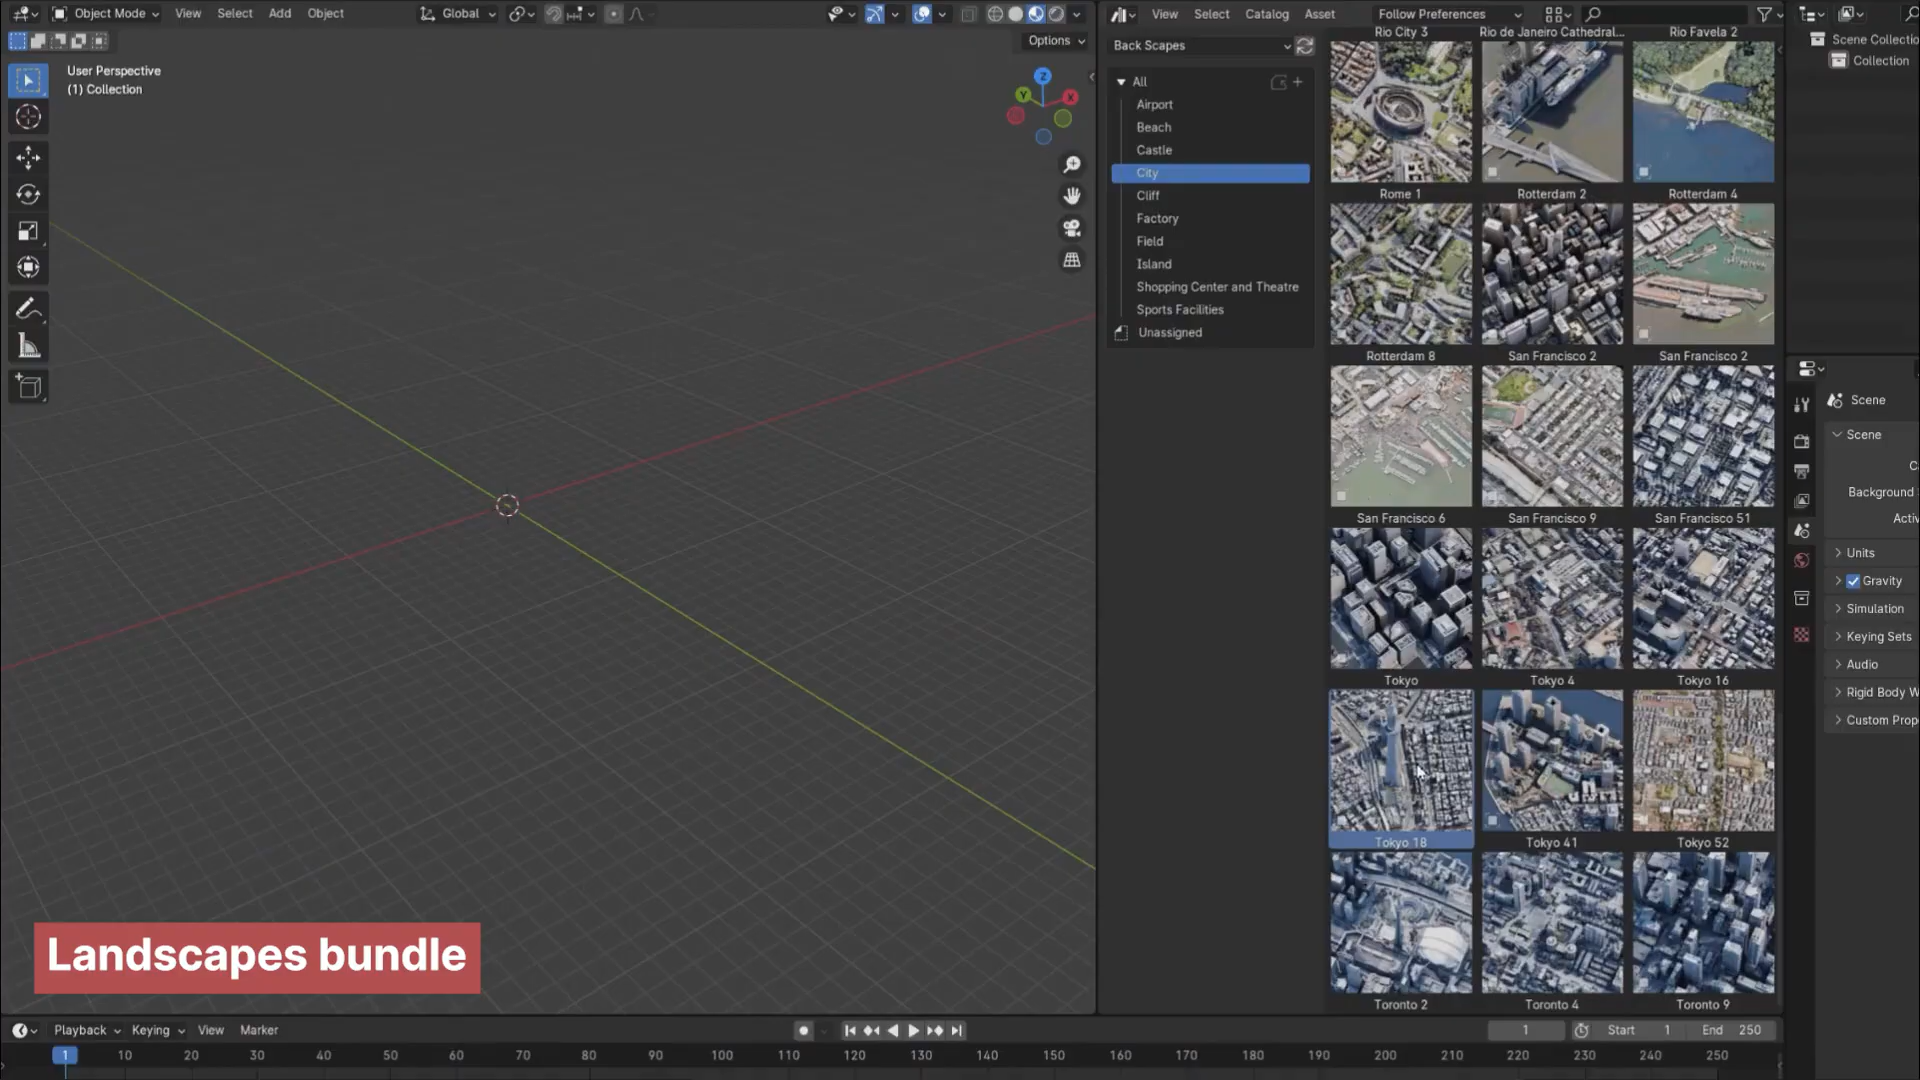 Object Mode
View
Select
Add
Object
Global
Options
User Perspective
(1) Collection
Z
Y
X
View
Select
Catalog
Asset
Follow Preferences
Back Scapes
All
Airport
Beach
Castle
City
Cliff
Factory
Field
Island
Shopping Center and Theatre
Sports Facilities
Unassigned
Rio City 3
Rio de Janeiro Cathedral...
Rio Favela 2
Rome 1
Rotterdam 2
Rotterdam 4
Rotterdam 8
San Francisco 2
San Francisco 2
San Francisco 6
San Francisco 9
San Francisco 51
Tokyo
Tokyo 4
Tokyo 16
Tokyo 18
Tokyo 41
Tokyo 52
Toronto 2
Toronto 4
Toronto 9
Scene Collectio
Collection
Scene
Scene
C
Background
Activ
Units
Gravity
Simulation
Keying Sets
Audio
Rigid Body W
Custom Prop
Landscapes bundle
Playback
Keying
View
Marker
1
Start 1
End 250
1 10 20 30 40 50 60 70 80 90 100 110 120 130 140 150 160 170 180 190 200 210 220 230 240 250